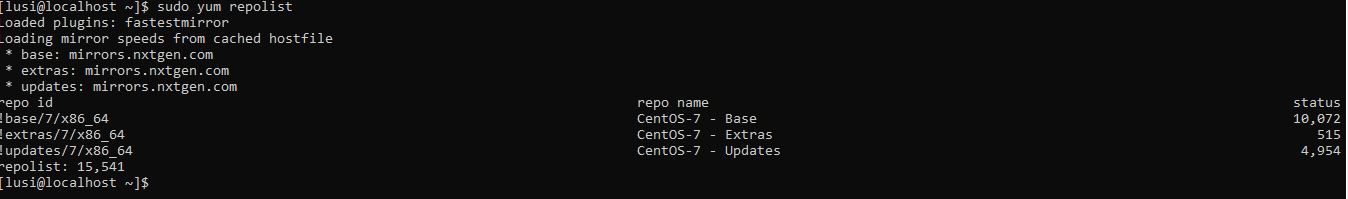 [lusi@localhost ~]$ sudo yum repolist
Loaded plugins: fastestmirror
Loading mirror speeds from cached hostfile
 * base: mirrors.nxtgen.com
 * extras: mirrors.nxtgen.com
 * updates: mirrors.nxtgen.com
repo id repo name status
!base/7/x86_64 CentOS-7 - Base 10,072
!extras/7/x86_64 CentOS-7 - Extras 515
!updates/7/x86_64 CentOS-7 - Updates 4,954
repolist: 15,541
[lusi@localhost ~]$